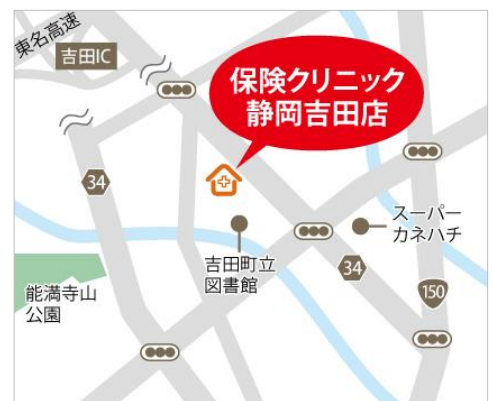 東名高速
吉田IC
保険クリニック
静岡吉田店
34
スーパー
カネハチ
吉田町立
図書館
34
150
能満寺山
公園